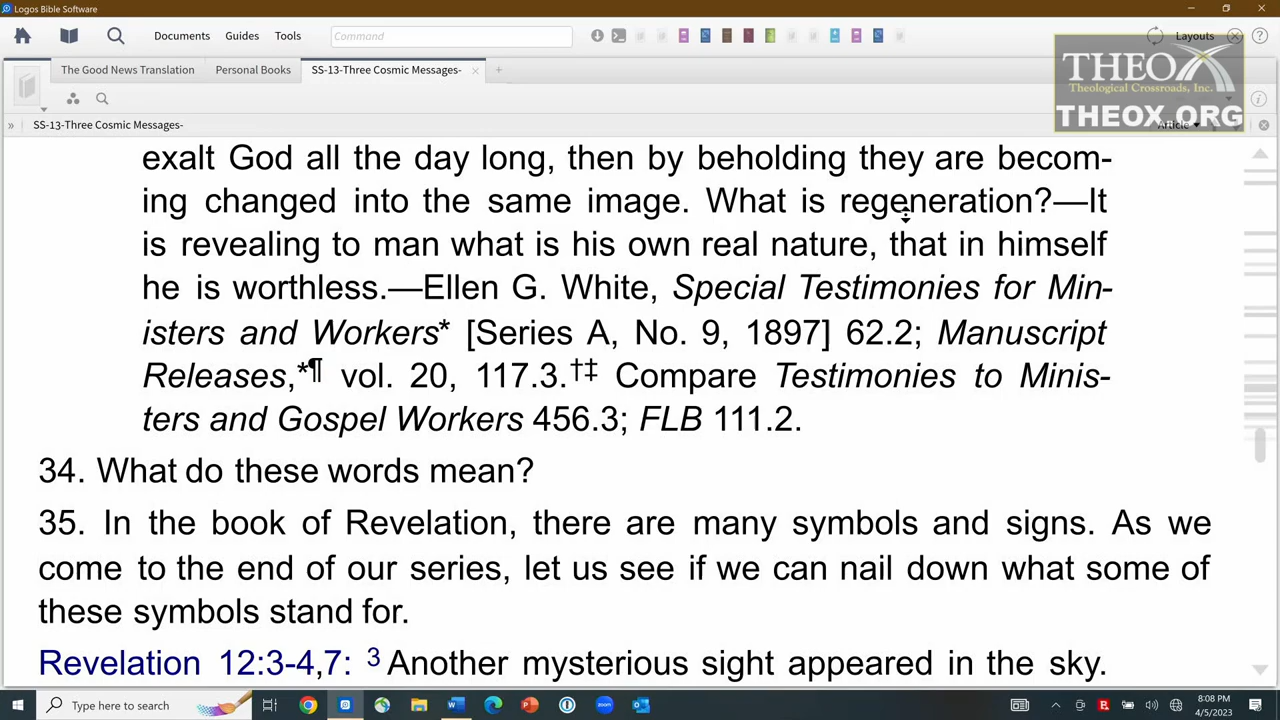 Logos Bible Software
Documents Guides Tools Command Layouts
THEOX
Theological Crossroads, Inc.
THEOX.ORG
The Good News Translation Personal Books SS-13-Three Cosmic Messages-
SS-13-Three Cosmic Messages- Article
exalt God all the day long, then by beholding they are becom-
ing changed into the same image. What is regeneration?—It
is revealing to man what is his own real nature, that in himself
he is worthless.—Ellen G. White, Special Testimonies for Min-
isters and Workers* [Series A, No. 9, 1897] 62.2; Manuscript
Releases,*¶ vol. 20, 117.3.†‡ Compare Testimonies to Minis-
ters and Gospel Workers 456.3; FLB 111.2.
34. What do these words mean?
35. In the book of Revelation, there are many symbols and signs. As we
come to the end of our series, let us see if we can nail down what some of
these symbols stand for.
Revelation 12:3-4,7: 3 Another mysterious sight appeared in the sky.
Type here to search
8:08 PM
4/5/2023